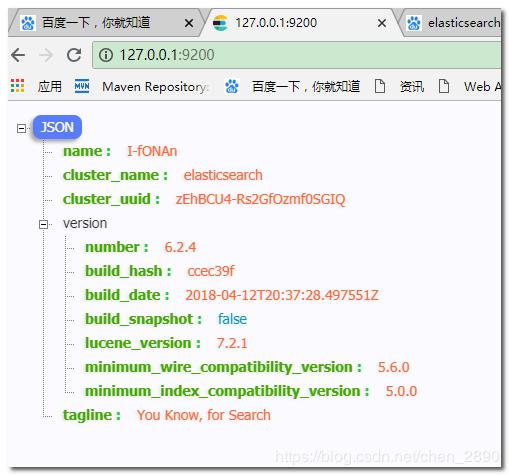 百度一下，你就知道 127.0.0.1:9200 elasticsearch
127.0.0.1:9200
应用 Maven Repository: 百度一下，你就知道 资讯 Web A
JSON
name : I-fONAn
cluster_name : elasticsearch
cluster_uuid : zEhBCU4-Rs2GfOzmf0SGIQ
version
number : 6.2.4
build_hash : ccec39f
build_date : 2018-04-12T20:37:28.497551Z
build_snapshot : false
lucene_version : 7.2.1
minimum_wire_compatibility_version : 5.6.0
minimum_index_compatibility_version : 5.0.0
tagline : You Know, for Search
https://blog.csdn.net/chen_2890